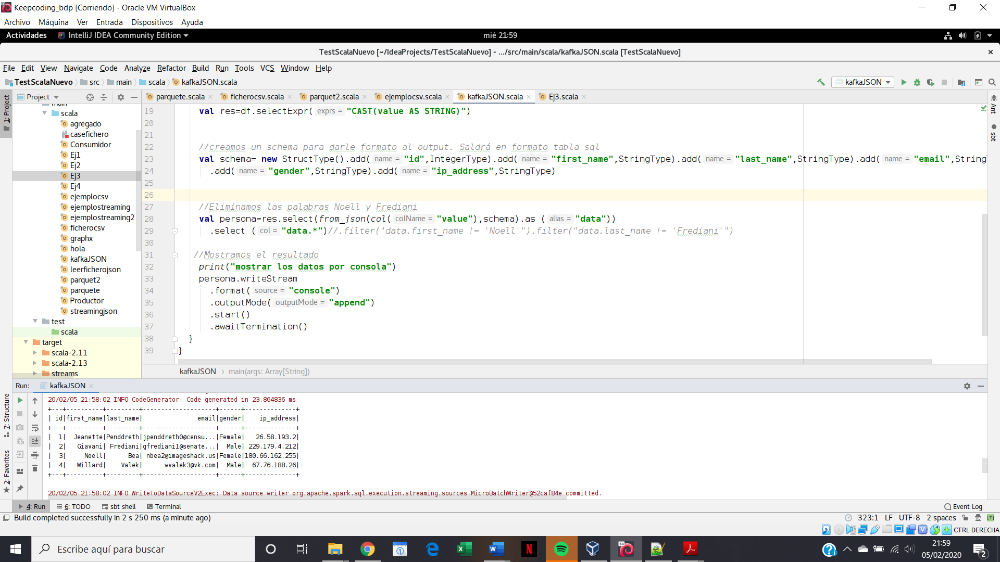 Keepcoding_bdp [Corriendo] - Oracle VM VirtualBox
Archivo Máquina Ver Entrada Dispositivos Ayuda
Actividades IntelliJ IDEA Community Edition mié 21:59
TestScalaNuevo [~/IdeaProjects/TestScalaNuevo] - .../src/main/scala/kafkaJSON.scala [TestScalaNuevo]
File Edit View Navigate Code Analyze Refactor Build Run Tools VCS Window Help
TestScalaNuevo src main scala kafkaJSON.scala kafkaJSON
Project parquete.scala ficherocsv.scala parquet2.scala ejemplocsv.scala kafkaJSON.scala Ej3.scala
1: Project
main
scala
agregado
casefichero
Consumidor
Ej1
Ej2
Ej3
Ej4
ejemplocsv
ejemplostreaming
ejemplostreaming2
ficherocsv
graphx
hola
kafkaJSON
leerficherojson
parquet2
parquete
Productor
streamingjson
test
scala
target
scala-2.11
scala-2.13
streams
19 val res=df.selectExpr( exprs = "CAST(value AS STRING)")
20
21
22 //creamos un schema para darle formato al output. Saldrá en formato tabla sql
23 val schema= new StructType().add( name = "id",IntegerType).add( name = "first_name",StringType).add( name = "last_name",StringType).add( name = "email",String
24 .add( name = "gender",StringType).add( name = "ip_address",StringType)
25
26
27 //Eliminamos las palabras Noell y Frediani
28 val persona=res.select(from_json(col( colName = "value"),schema).as ( alias = "data"))
29 .select ( col = "data.*")//.filter("data.first_name != 'Noell'").filter("data.last_name != 'Frediani'")
30
31 //Mostramos el resultado
32 print("mostrar los datos por consola")
33 persona.writeStream
34 .format( source = "console")
35 .outputMode( outputMode = "append")
36 .start()
37 .awaitTermination()
38 }
39 }
kafkaJSON › main(args: Array[String])
Ant
sbt
Run: kafkaJSON
20/02/05 21:58:02 INFO CodeGenerator: Code generated in 23.864836 ms
+---+----------+---------+--------------------+------+--------------+
| id|first_name|last_name|               email|gender|    ip_address|
+---+----------+---------+--------------------+------+--------------+
|  1|  Jeanette|Penddreth|jpenddreth0@censu...|Female|   26.58.193.2|
|  2|   Giavani| Frediani|gfrediani1@senate...|  Male| 229.179.4.212|
|  3|     Noell|      Bea| nbea2@imageshack.us|Female|180.66.162.255|
|  4|   Willard|    Valek|      wvalek3@vk.com|  Male|  67.76.188.26|
+---+----------+---------+--------------------+------+--------------+
20/02/05 21:58:02 INFO WriteToDataSourceV2Exec: Data source writer org.apache.spark.sql.execution.streaming.sources.MicroBatchWriter@52caf84e committed.
7: Structure
2: Favorites
4: Run 6: TODO sbt shell Terminal Event Log
Build completed successfully in 2 s 250 ms (a minute ago) 323:1 LF UTF-8 2 spaces
CTRL DERECHA
Escribe aquí para buscar
21:59
05/02/2020
2